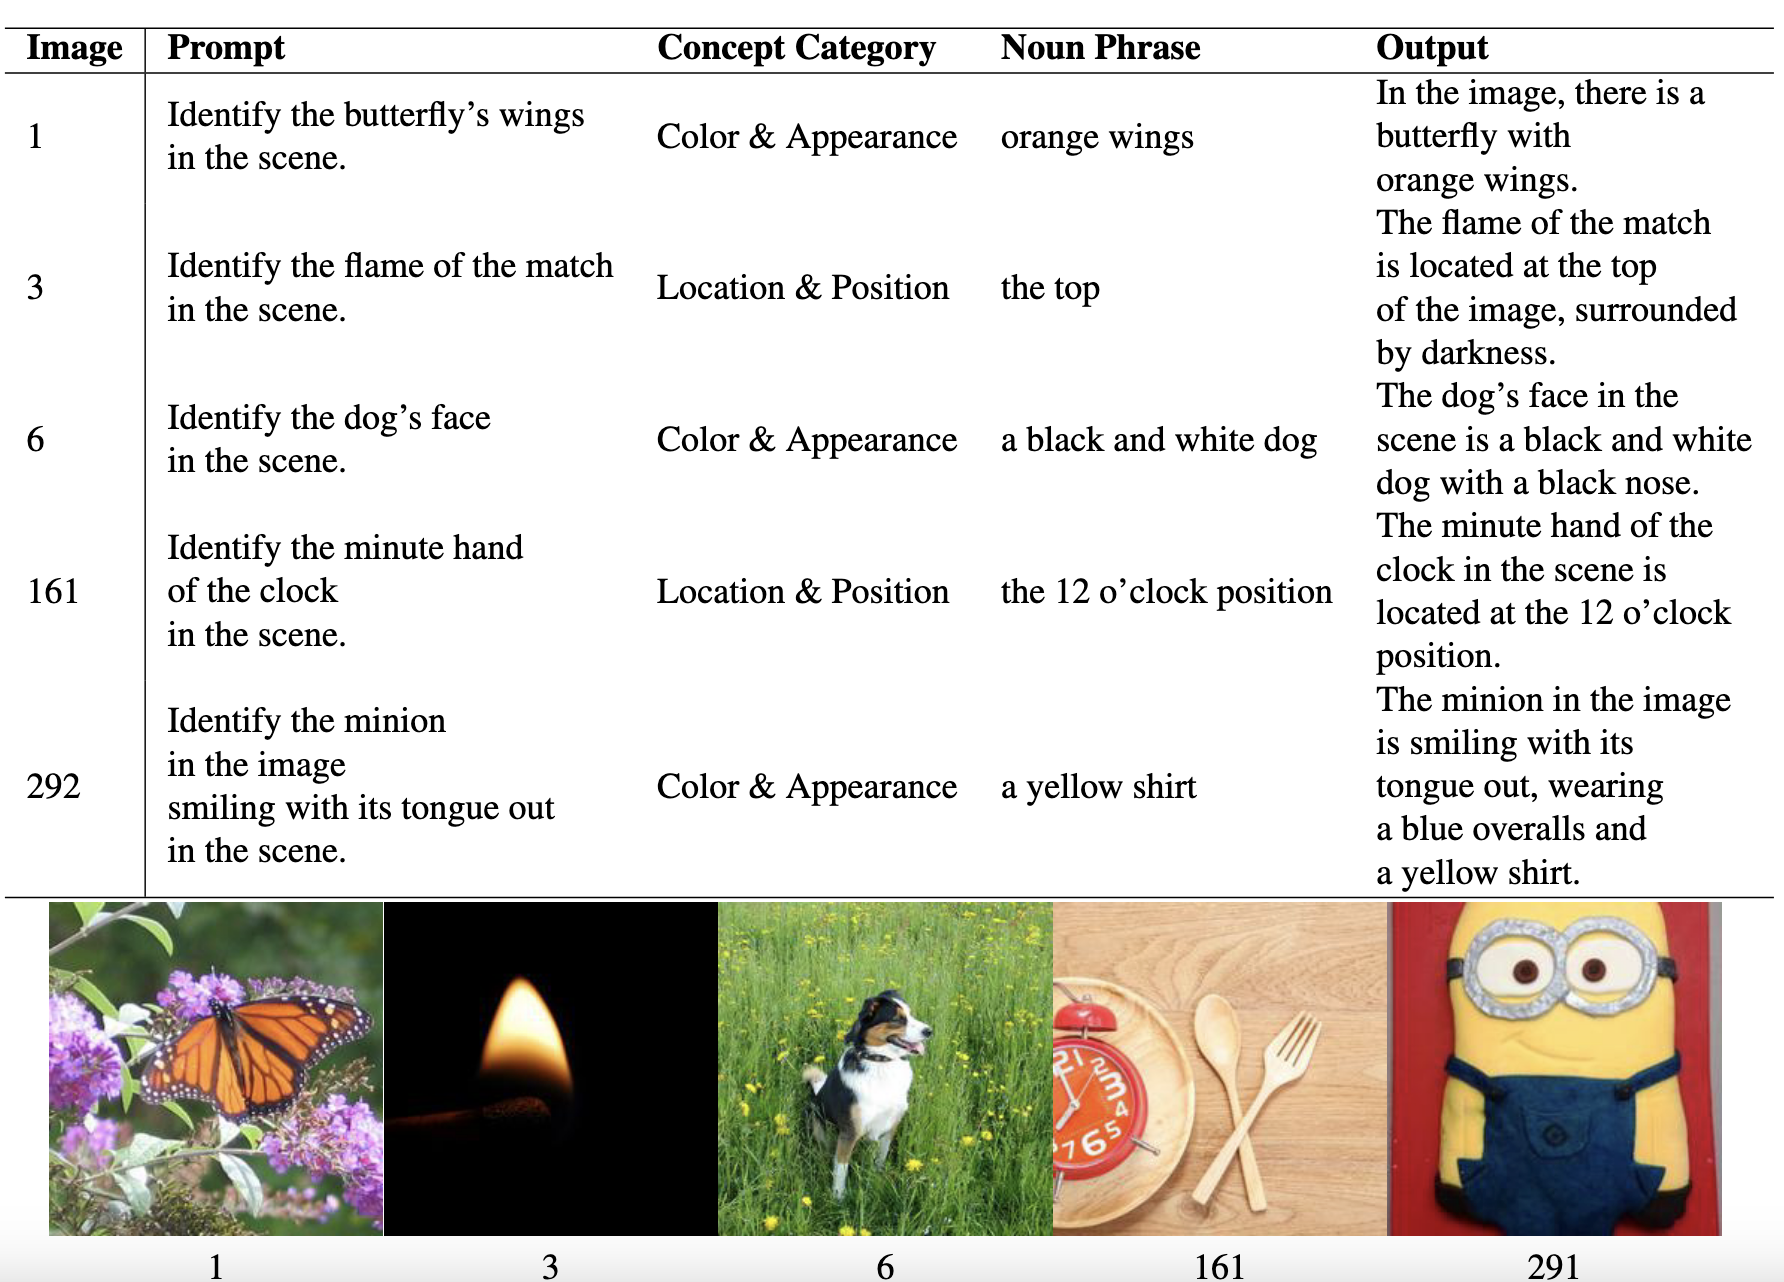 Image Prompt Concept Category Noun Phrase Output
1 Identify the butterfly’s wings
in the scene. Color & Appearance orange wings In the image, there is a
butterfly with
orange wings.
3 Identify the flame of the match
in the scene. Location & Position the top The flame of the match
is located at the top
of the image, surrounded
by darkness.
6 Identify the dog’s face
in the scene. Color & Appearance a black and white dog The dog’s face in the
scene is a black and white
dog with a black nose.
161 Identify the minute hand
of the clock
in the scene. Location & Position the 12 o’clock position The minute hand of the
clock in the scene is
located at the 12 o’clock
position.
292 Identify the minion
in the image
smiling with its tongue out
in the scene. Color & Appearance a yellow shirt The minion in the image
is smiling with its
tongue out, wearing
a blue overalls and
a yellow shirt.
12 1 2 3 4 5 6 7
1 3 6 161 291